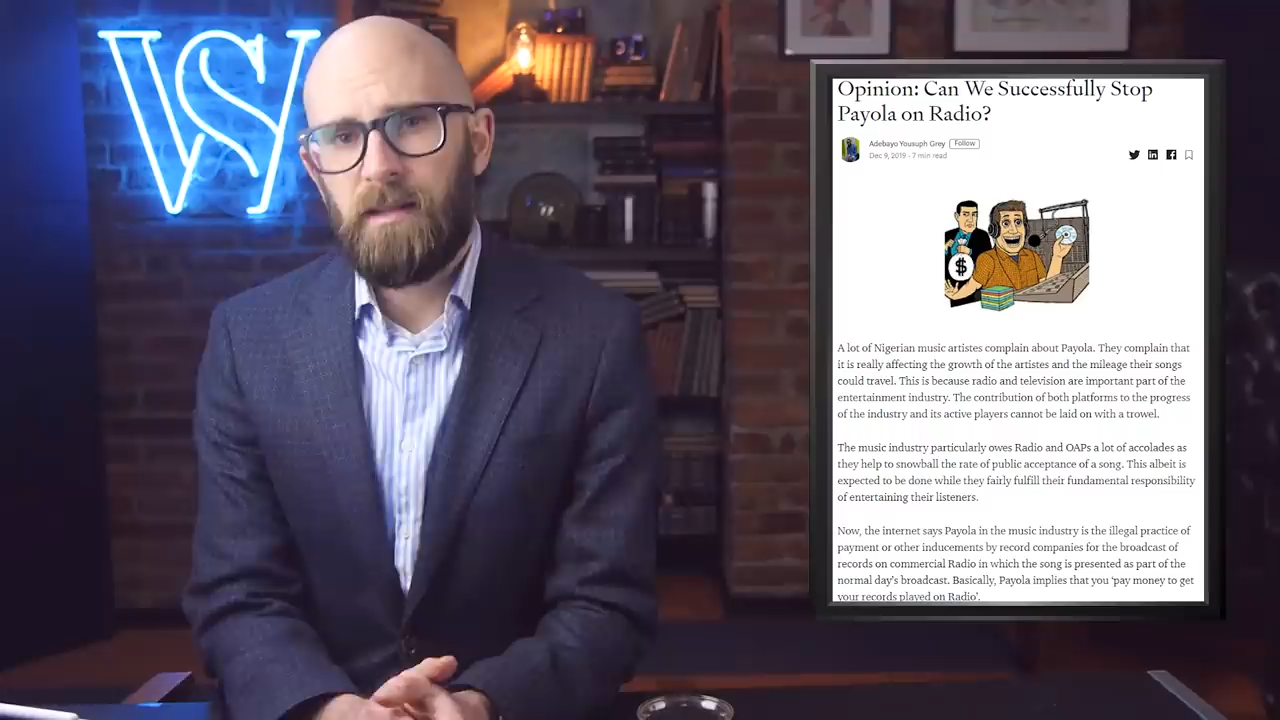 WS
Opinion: Can We Successfully Stop
Payola on Radio?
Adebayo Yousuph Grey Follow
Dec 9, 2019 · 7 min read
$
A lot of Nigerian music artistes complain about Payola. They complain that
it is really affecting the growth of the artistes and the mileage their songs
could travel. This is because radio and television are important part of the
entertainment industry. The contribution of both platforms to the progress
of the industry and its active players cannot be laid on with a trowel.
The music industry particularly owes Radio and OAPs a lot of accolades as
they help to snowball the rate of public acceptance of a song. This albeit is
expected to be done while they fairly fulfill their fundamental responsibility
of entertaining their listeners.
Now, the internet says Payola in the music industry is the illegal practice of
payment or other inducements by record companies for the broadcast of
records on commercial Radio in which the song is presented as part of the
normal day's broadcast. Basically, Payola implies that you 'pay money to get
your records played on Radio'.